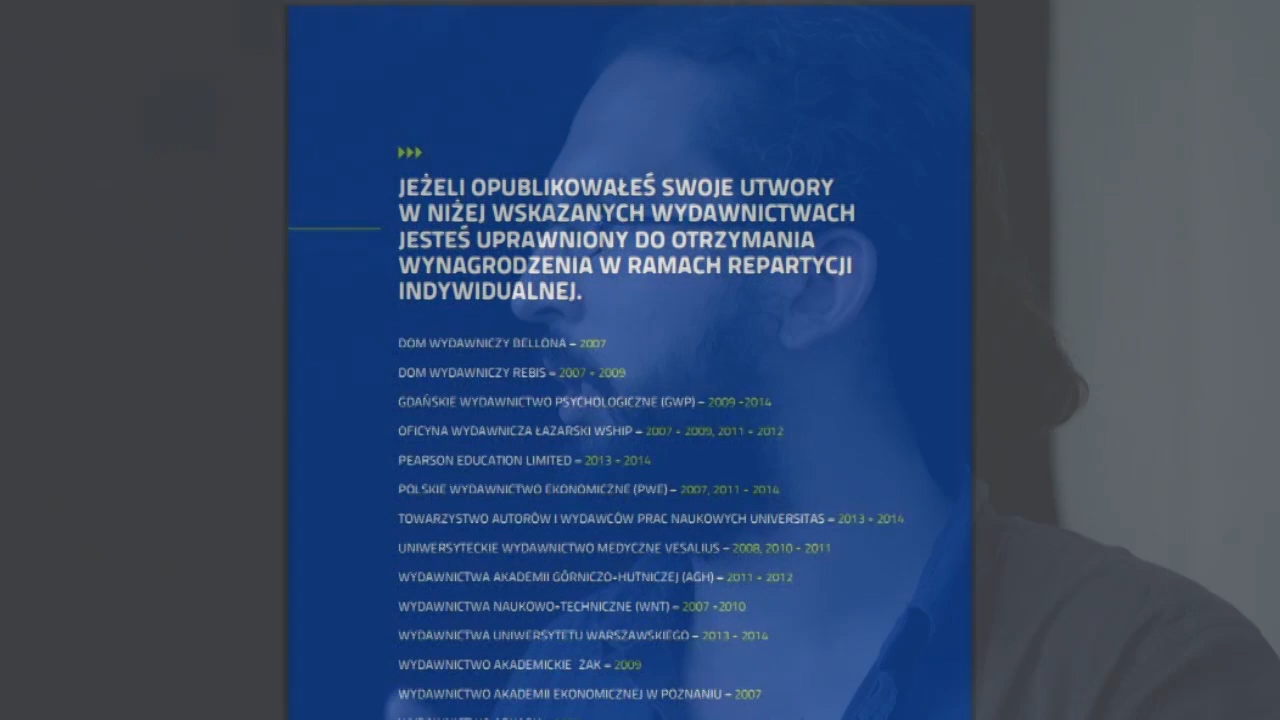 JEŻELI OPUBLIKOWAŁEŚ SWOJE UTWORY
W NIŻEJ WSKAZANYCH WYDAWNICTWACH
JESTEŚ UPRAWNIONY DO OTRZYMANIA
WYNAGRODZENIA W RAMACH REPARTYCJI
INDYWIDUALNEJ.
DOM WYDAWNICZY BELLONA – 2007
DOM WYDAWNICZY REBIS – 2007 - 2009
GDAŃSKIE WYDAWNICTWO PSYCHOLOGICZNE (GWP) – 2009 -2014
OFICYNA WYDAWNICZA ŁAZARSKI WSHIP – 2007 - 2009, 2011 - 2012
PEARSON EDUCATION LIMITED – 2013 - 2014
POLSKIE WYDAWNICTWO EKONOMICZNE (PWE) – 2007, 2011 - 2014
TOWARZYSTWO AUTORÓW I WYDAWCÓW PRAC NAUKOWYCH UNIVERSITAS – 2013 - 2014
UNIWERSYTECKIE WYDAWNICTWO MEDYCZNE VESALIUS – 2008, 2010 - 2011
WYDAWNICTWA AKADEMII GÓRNICZO-HUTNICZEJ (AGH) – 2011 - 2012
WYDAWNICTWA NAUKOWO-TECHNICZNE (WNT) – 2007 -2010
WYDAWNICTWA UNIWERSYTETU WARSZAWSKIEGO – 2013 - 2014
WYDAWNICTWO AKADEMICKIE ŻAK – 2009
WYDAWNICTWO AKADEMII EKONOMICZNEJ W POZNANIU – 2007